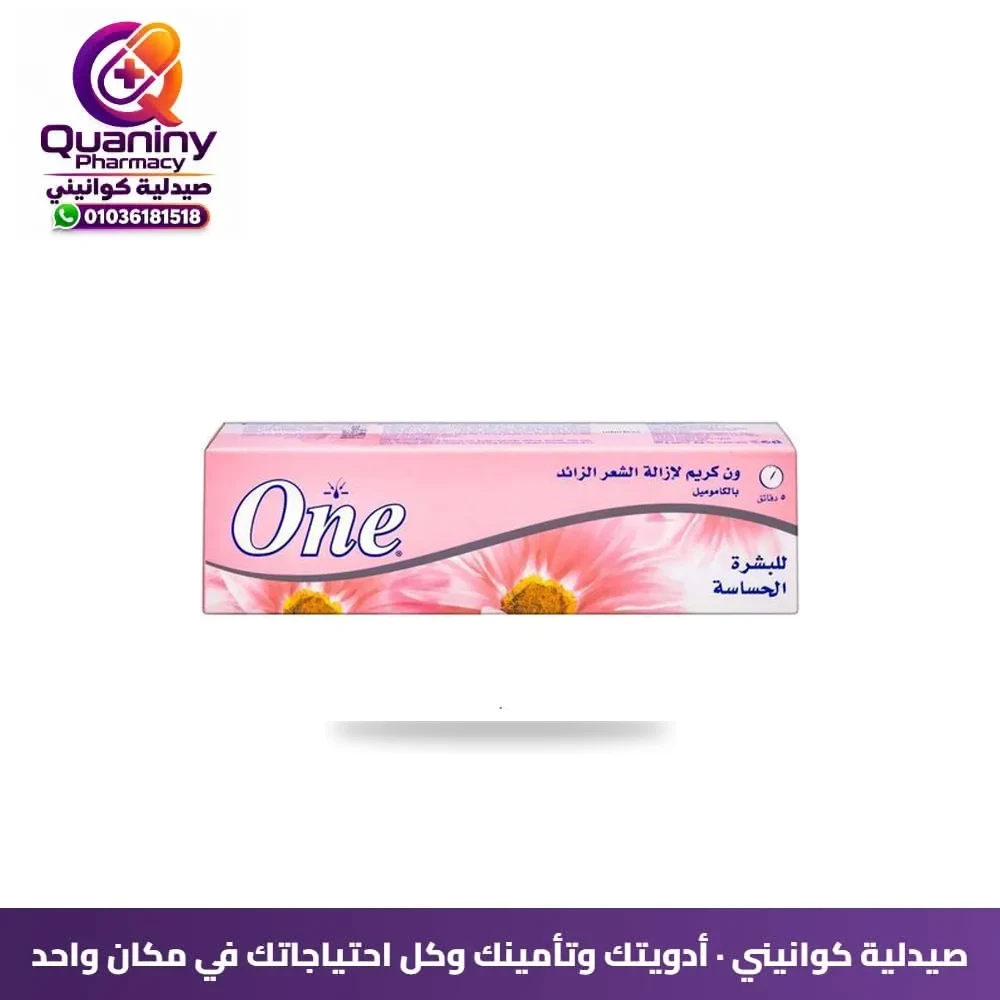 Quaniny
Pharmacy
صيدلية كوانيني
01036181518
One
ون كريم لإزالة الشعر الزائد
بالكاموميل
٥ دقائق
للبشرة
الحساسة
صيدلية كوانيني · أدويتك وتأمينك وكل احتياجاتك في مكان واحد